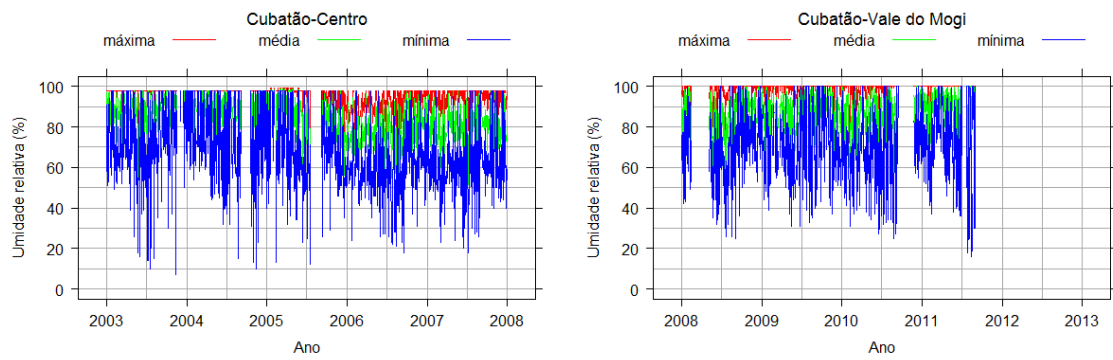 Cubatão-Centro
máxima média mínima
Umidade relativa (%)
100
80
60
40
20
0
2003 2004 2005 2006 2007 2008
Ano
Cubatão-Vale do Mogi
máxima média mínima
Umidade relativa (%)
100
80
60
40
20
0
2008 2009 2010 2011 2012 2013
Ano